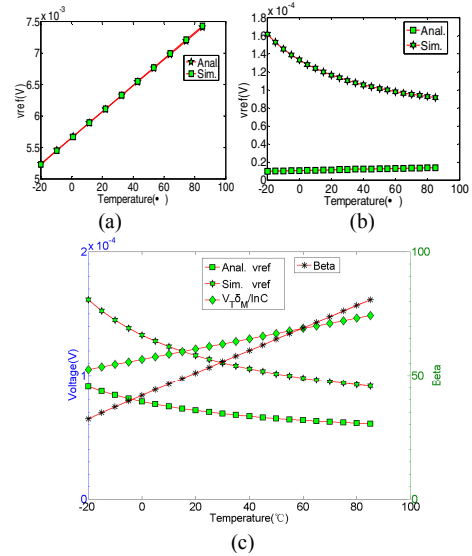 (a)
x 10⁻³
7.5
7
6.5
6
5.5
5
vref(V)
Anal.
Sim.
-20 0 20 40 60 80 100
Temperature(• )
(b)
x 10⁻⁴
1.8
1.6
1.4
1.2
1
0.8
0.6
0.4
0.2
0
vref(V)
Anal.
Sim.
-20 0 20 40 60 80 100
Temperature(• )
(a)
(b)
2 x 10⁻⁴
1
0
Voltage(V)
Anal. vref
Sim. vref
V_Tδ_M/lnC
Beta
100
50
0
Beta
-20 0 20 40 60 80 100
Temperature(℃)
(c)